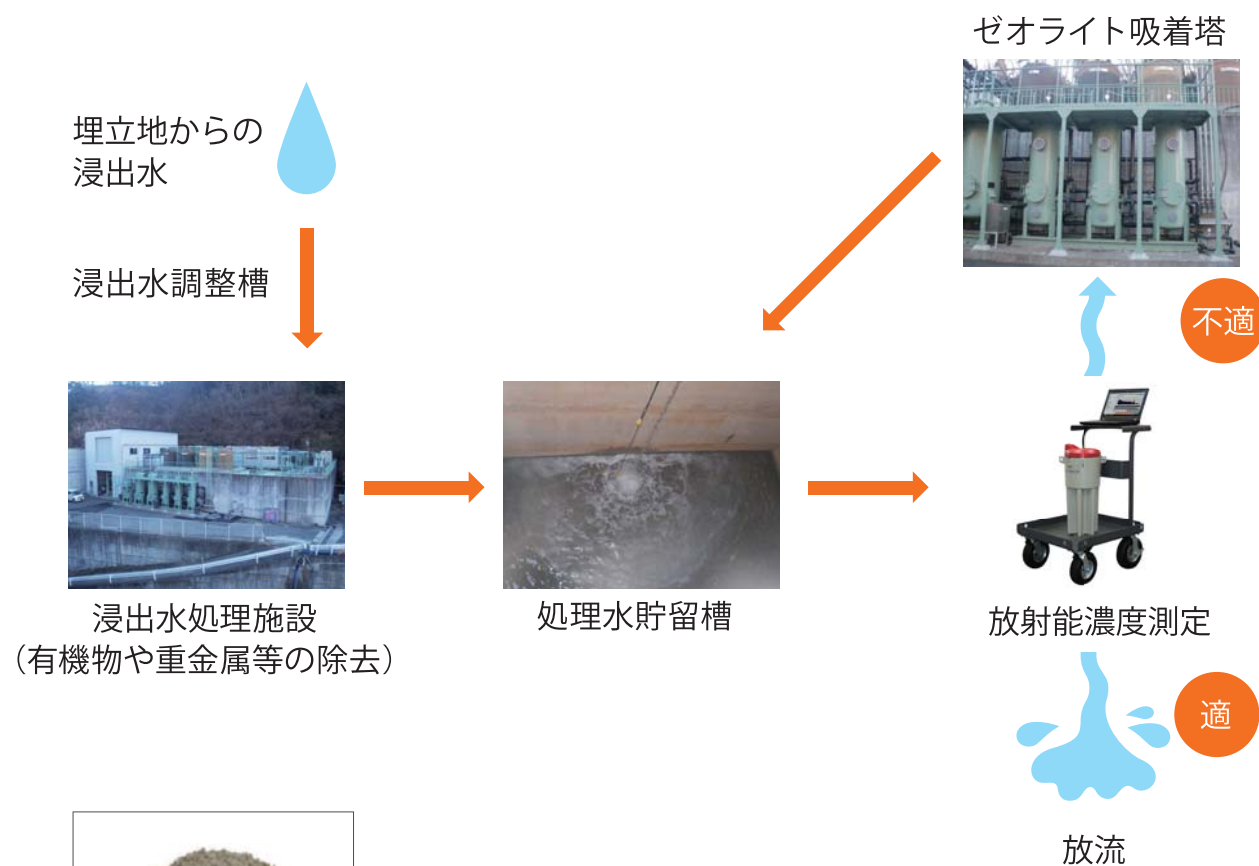 ゼオライト吸着塔
埋立地からの
浸出水
浸出水調整槽
不適
浸出水処理施設
（有機物や重金属等の除去）
処理水貯留槽
放射能濃度測定
適
放流